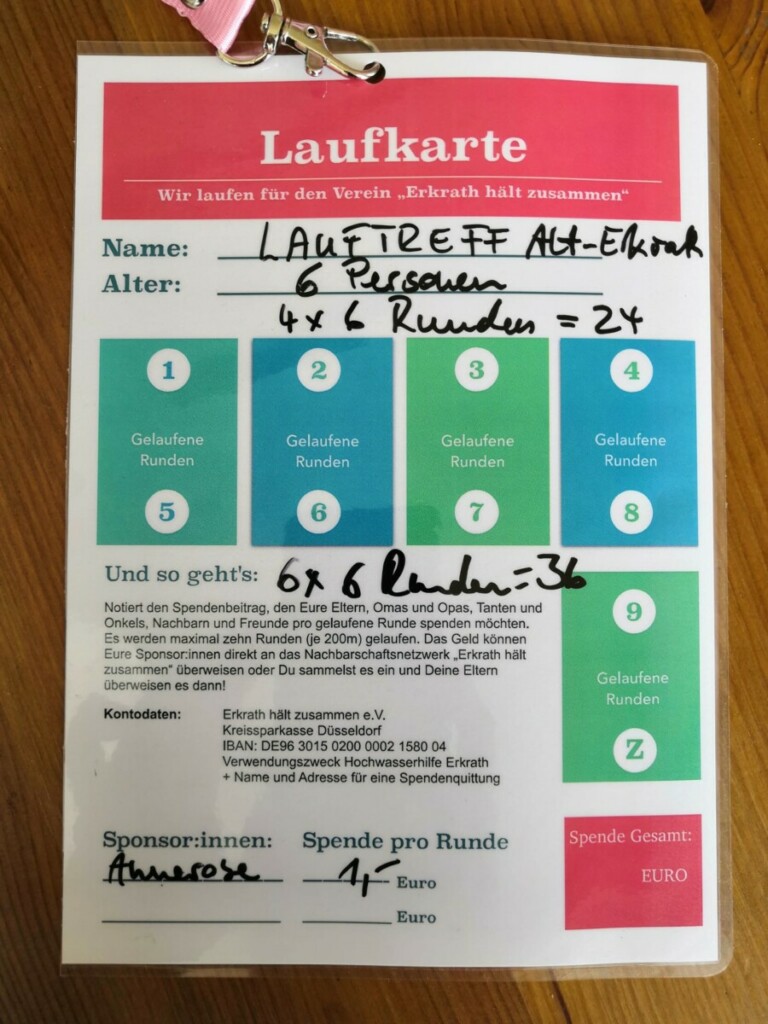 Laufkarte
Wir laufen für den Verein „Erkrath hält zusammen“
Name: LAUFTREFF Alt-Erkrath
Alter: 6 Personen
4 x 6 Runden = 24
1 2 3 4
Gelaufene Runden Gelaufene Runden Gelaufene Runden Gelaufene Runden
5 6 7 8
Und so geht's: 6 x 6 Runden = 36
Notiert den Spendenbeitrag, den Eure Eltern, Omas und Opas, Tanten und
Onkels, Nachbarn und Freunde pro gelaufene Runde spenden möchten.
Es werden maximal zehn Runden (je 200m) gelaufen. Das Geld können
Eure Sponsor:innen direkt an das Nachbarschaftsnetzwerk „Erkrath hält
zusammen“ überweisen oder Du sammelst es ein und Deine Eltern
überweisen es dann!
9
Gelaufene
Runden
Z
Kontodaten: Erkrath hält zusammen e.V.
Kreissparkasse Düsseldorf
IBAN: DE96 3015 0200 0002 1580 04
Verwendungszweck Hochwasserhilfe Erkrath
+ Name und Adresse für eine Spendenquittung
Sponsor:innen: Spende pro Runde
Annerose 1,- Euro
Euro
Spende Gesamt:
EURO